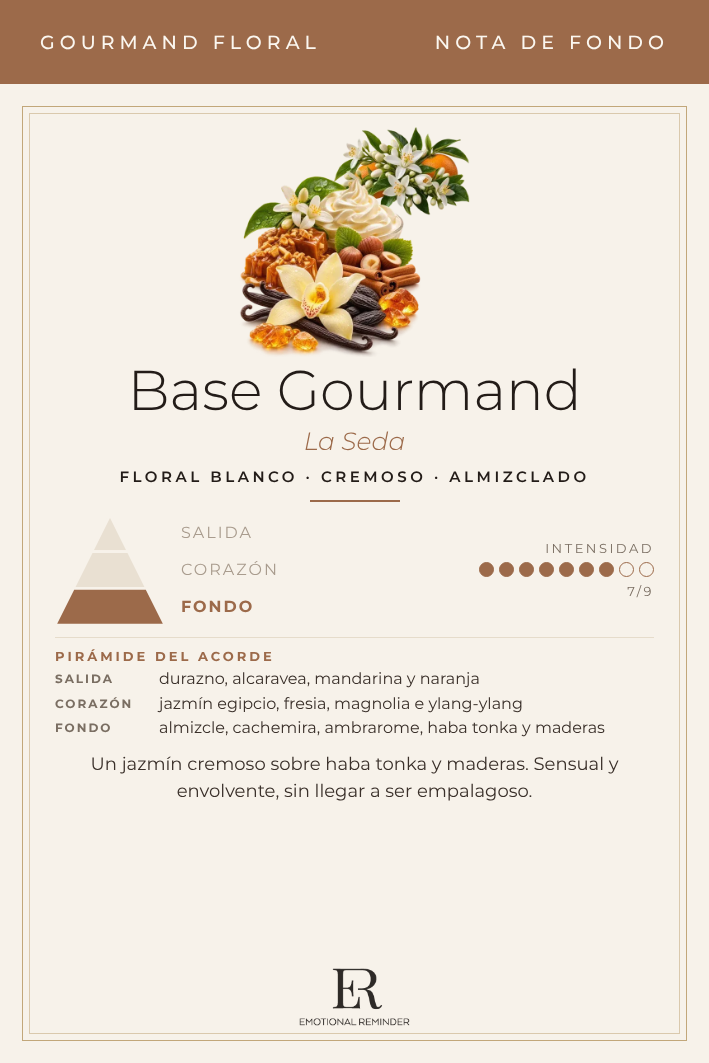 GOURMAND FLORAL NOTA DE FONDO
Base Gourmand
La Seda
FLORAL BLANCO · CREMOSO · ALMIZCLADO
SALIDA
CORAZÓN
FONDO
INTENSIDAD
7/9
PIRÁMIDE DEL ACORDE
SALIDA durazno, alcaravea, mandarina y naranja
CORAZÓN jazmín egipcio, fresia, magnolia e ylang-ylang
FONDO almizcle, cachemira, ambrarome, haba tonka y maderas
Un jazmín cremoso sobre haba tonka y maderas. Sensual y
envolvente, sin llegar a ser empalagoso.
ER
EMOTIONAL REMINDER